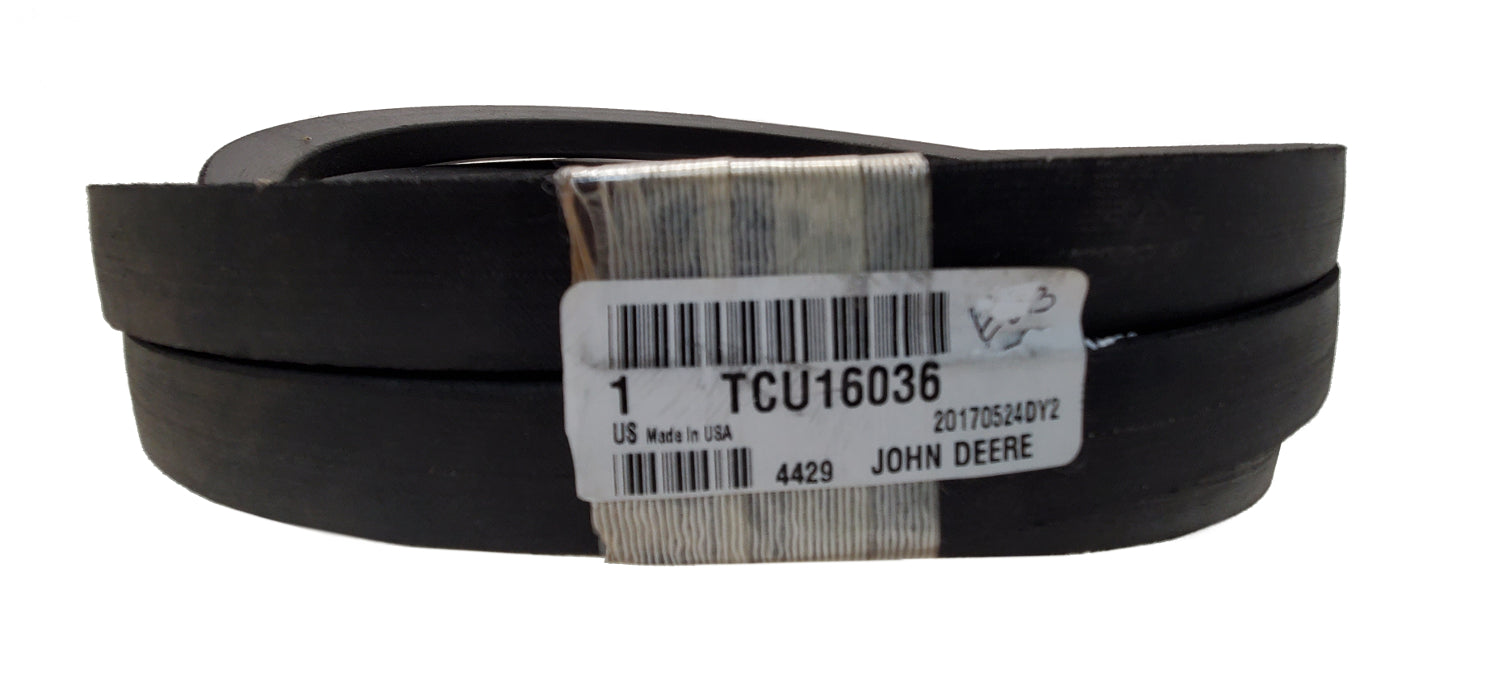 1 TCU16036
20170524DY2
US Made in USA
4429 JOHN DEERE